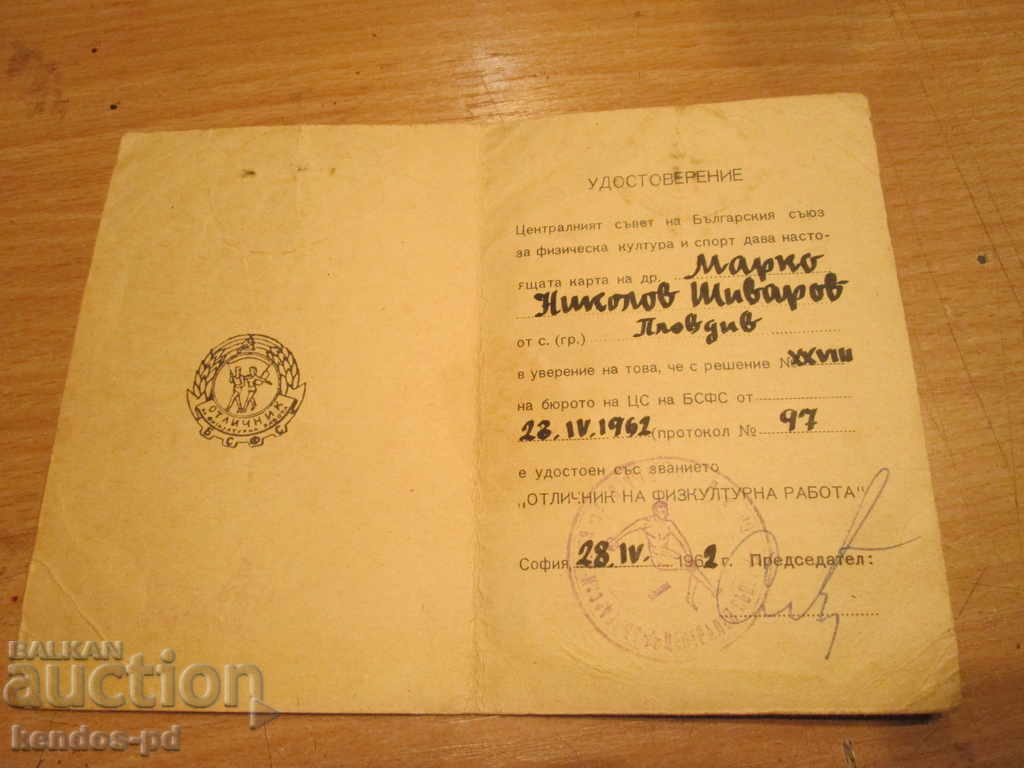 ОТЛИЧНИК
БСФС
УДОСТОВЕРЕНИЕ
Централният съвет на Българския съюз
за физическа култура и спорт дава насто-
ящата карта на др. Марко
Николов Шиваров
от с. (гр.) Пловдив
в уверение на това, че с решение № XXVIII
на бюрото на ЦС на БСФС от
28.IV.1962 (протокол № 97
е удостоен със званието
"ОТЛИЧНИК НА ФИЗКУЛТУРНА РАБОТА"
София, 28.IV. 1962 г. Председател:
BALKAN
auction
kendos-pd